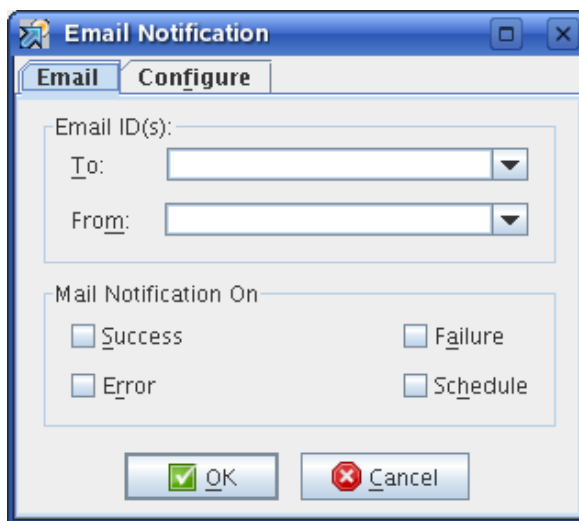 Email Notification
Email Configure
Email ID(s):
To:
From:
Mail Notification On
Success Failure
Error Schedule
OK Cancel